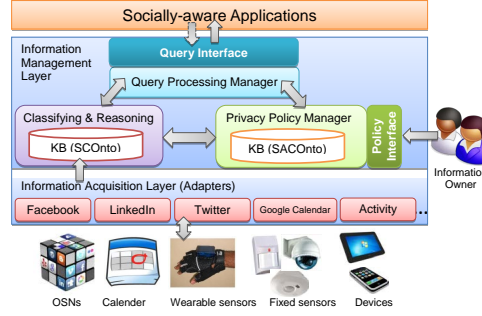 Socially-aware Applications
Information
Management
Layer
Query Interface
Query Processing Manager
Classifying & Reasoning
KB (SCOnto)
Privacy Policy Manager
KB (SACOnto)
Policy
Interface
Information
Owner
Information Acquisition Layer (Adapters)
Facebook
LinkedIn
Twitter
Google Calendar
Activity
...
OSNs
Calender
Wearable sensors
Fixed sensors
Devices